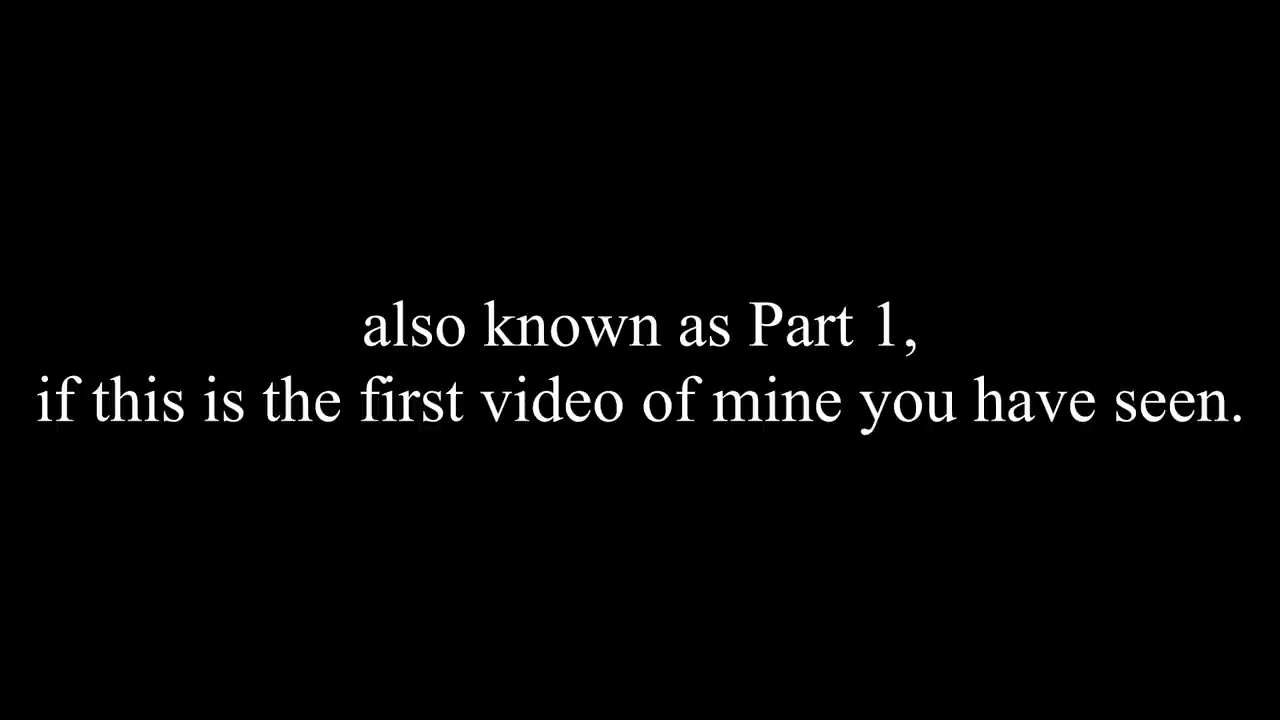 also known as Part 1,
if this is the first video of mine you have seen.